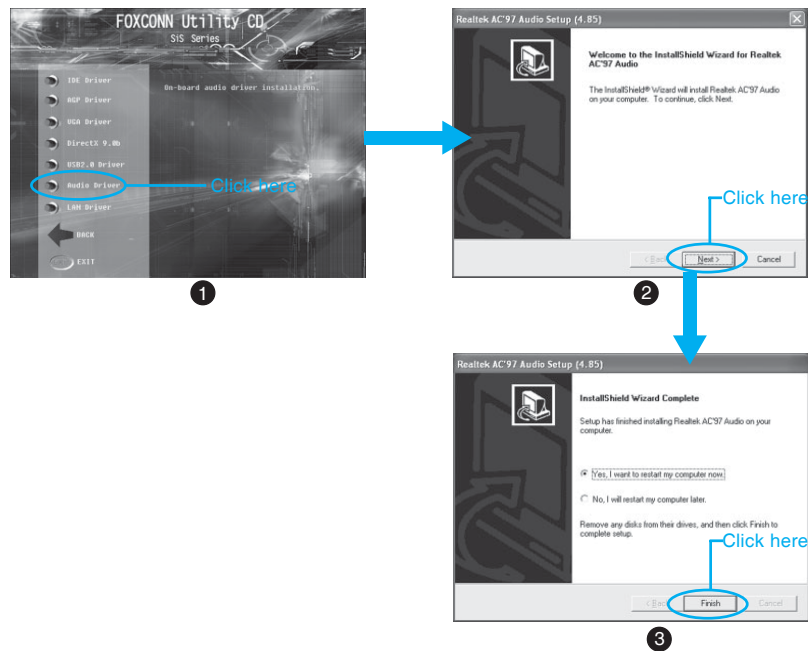 FOXCONN Utility CD
SiS Series
IDE Driver
AGP Driver
VGA Driver
DirectX 9.0b
USB2.0 Driver
Audio Driver
LAN Driver
BACK
EXIT
On-board audio driver installation.
Click here
1
Realtek AC'97 Audio Setup (4.85)
Welcome to the InstallShield Wizard for Realtek
AC'97 Audio
The InstallShield® Wizard will install Realtek AC'97 Audio
on your computer. To continue, click Next.
Click here
< Back
Next >
Cancel
2
Realtek AC'97 Audio Setup (4.85)
InstallShield Wizard Complete
Setup has finished installing Realtek AC'97 Audio on your
computer.
Yes, I want to restart my computer now.
No, I will restart my computer later.
Remove any disks from their drives, and then click Finish to
complete setup.
Click here
< Back
Finish
Cancel
3